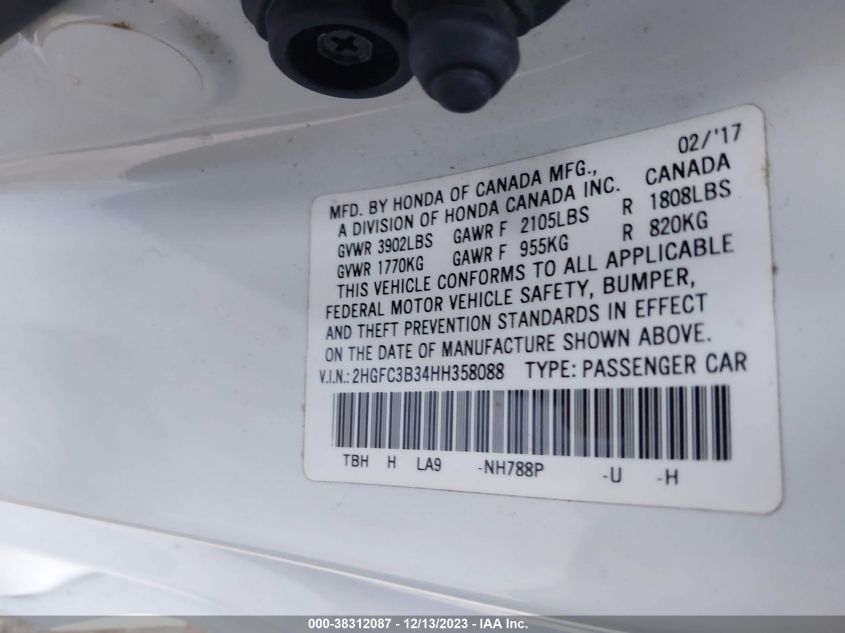 02/'17
MFD. BY HONDA OF CANADA MFG.,
A DIVISION OF HONDA CANADA INC. CANADA
GVWR 3902LBS GAWR F 2105LBS R 1808LBS
GVWR 1770KG GAWR F 955KG R 820KG
THIS VEHICLE CONFORMS TO ALL APPLICABLE
FEDERAL MOTOR VEHICLE SAFETY, BUMPER,
AND THEFT PREVENTION STANDARDS IN EFFECT
ON THE DATE OF MANUFACTURE SHOWN ABOVE.
V.I.N.: 2HGFC3B34HH358088 TYPE: PASSENGER CAR
TBH H LA9 -NH788P -U -H
000-38312087 - 12/13/2023 - IAA Inc.